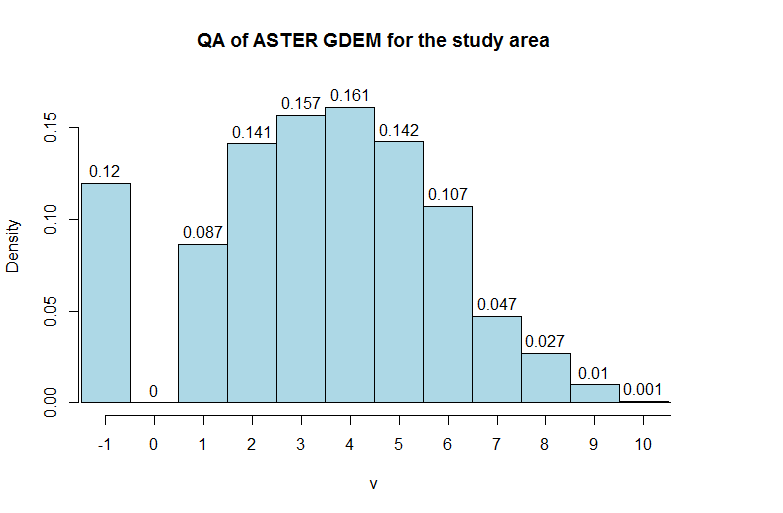 QA of ASTER GDEM for the study area
Density
0.00 0.05 0.10 0.15
0.12 0 0.087 0.141 0.157 0.161 0.142 0.107 0.047 0.027 0.01 0.001
-1 0 1 2 3 4 5 6 7 8 9 10
v